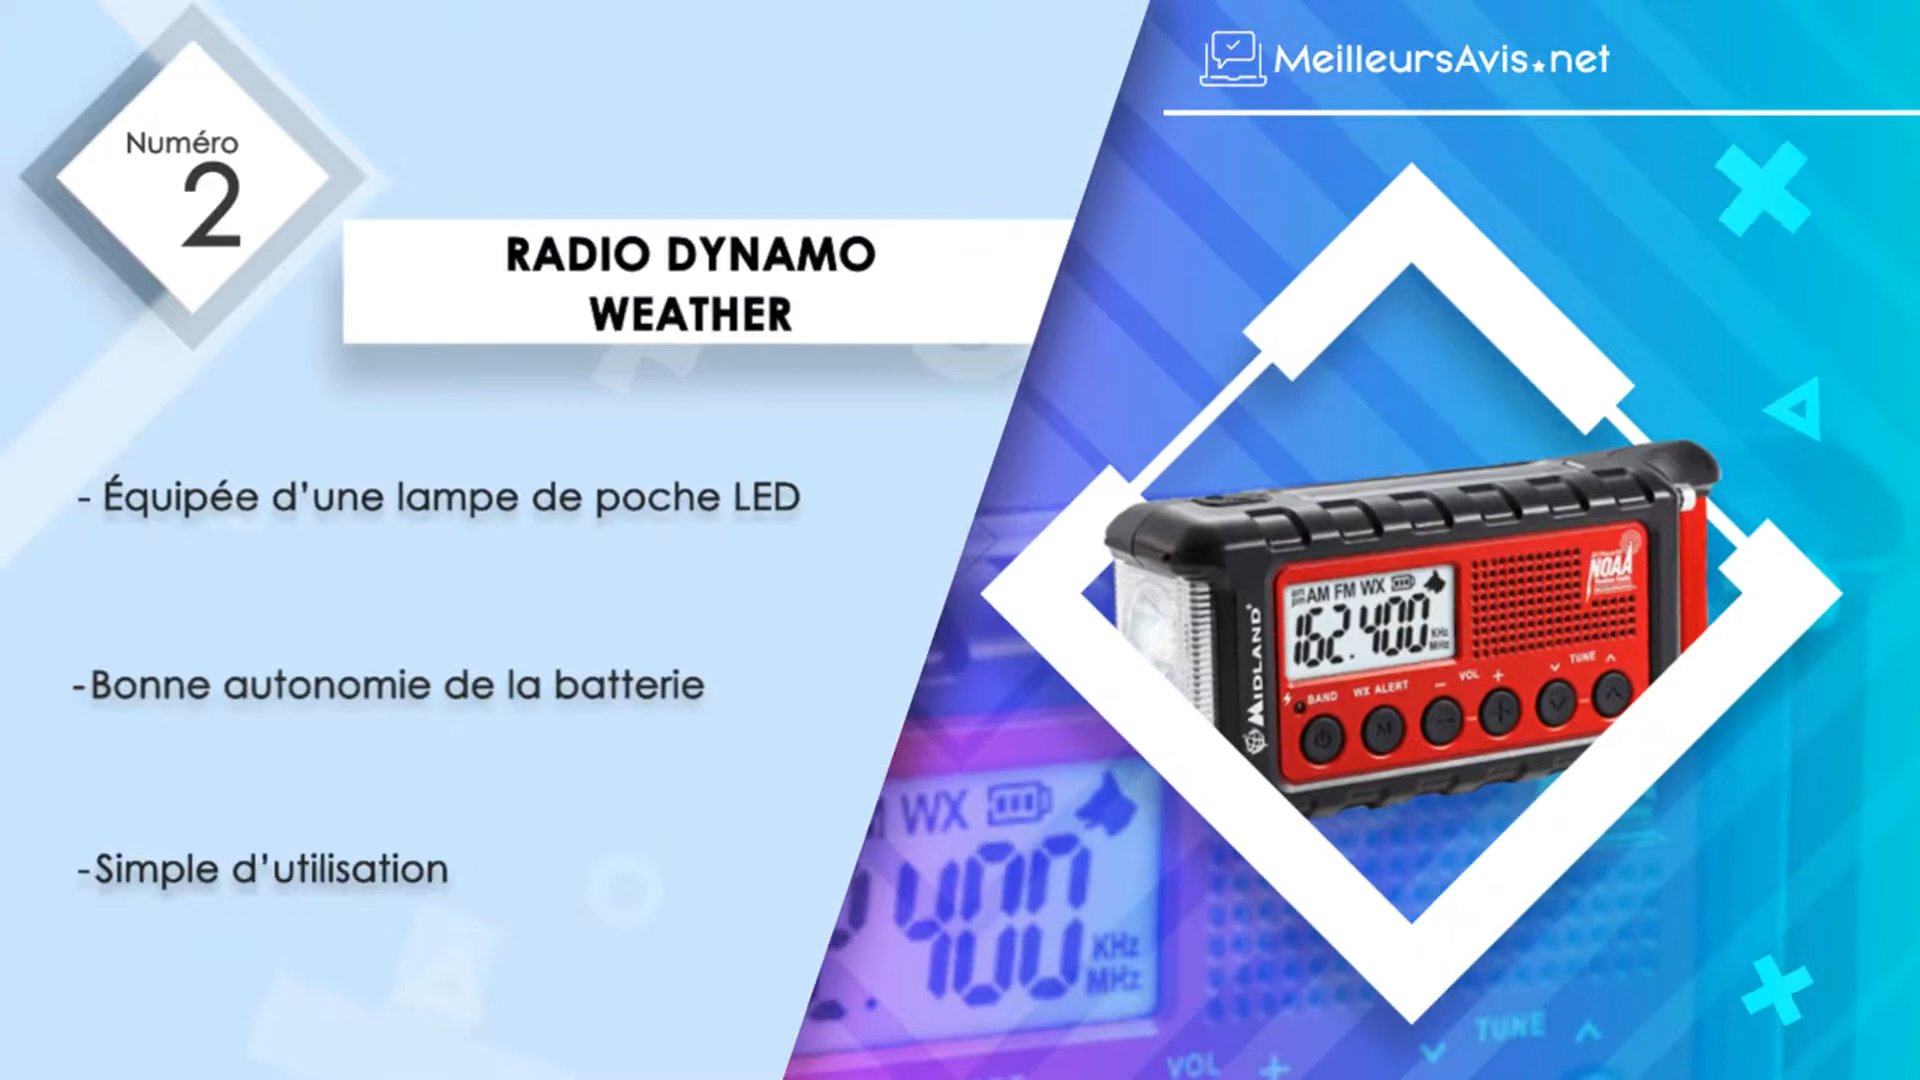 MeilleursAvis.net
Numéro
2
RADIO DYNAMO
WEATHER
- Équipée d’une lampe de poche LED
-Bonne autonomie de la batterie
-Simple d’utilisation
NOAA
am
pm
AM FM WX
162.400
KHz
MHz
MIDLAND
BAND
WX ALERT
- VOL +
TUNE
M
WX
400
KHz
MHz
VOL +
TUNE